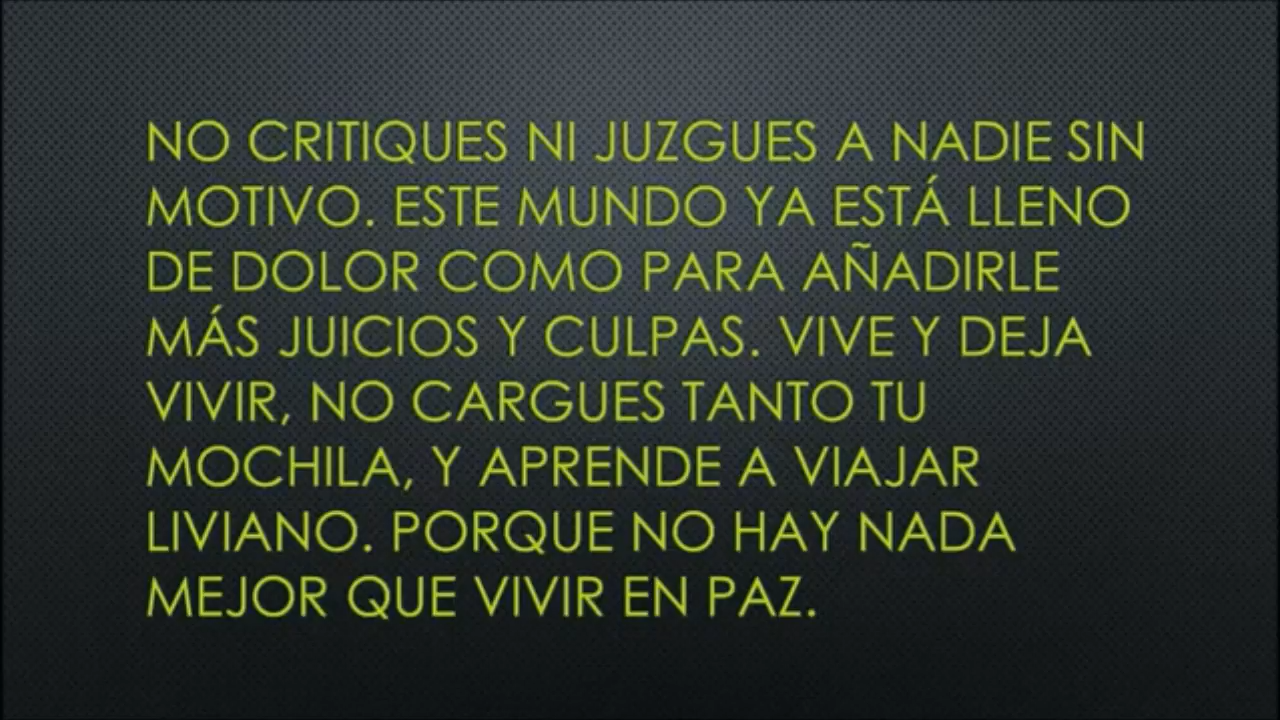 NO CRITIQUES NI JUZGUES A NADIE SIN
MOTIVO. ESTE MUNDO YA ESTÁ LLENO
DE DOLOR COMO PARA AÑADIRLE
MÁS JUICIOS Y CULPAS. VIVE Y DEJA
VIVIR, NO CARGUES TANTO TU
MOCHILA, Y APRENDE A VIAJAR
LIVIANO. PORQUE NO HAY NADA
MEJOR QUE VIVIR EN PAZ.